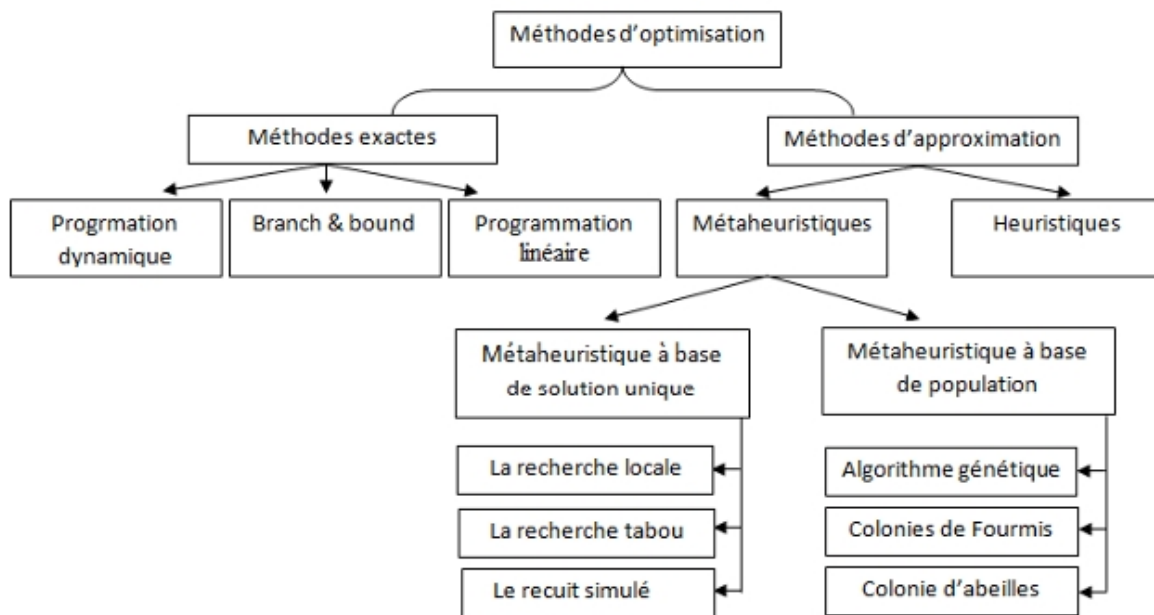 Méthodes d'optimisation
Méthodes exactes
Méthodes d'approximation
Progrmation
dynamique
Branch & bound
Programmation
linéaire
Métaheuristiques
Heuristiques
Métaheuristique à base
de solution unique
Métaheuristique à base
de population
La recherche locale
La recherche tabou
Le recuit simulé
Algorithme génétique
Colonies de Fourmis
Colonie d'abeilles